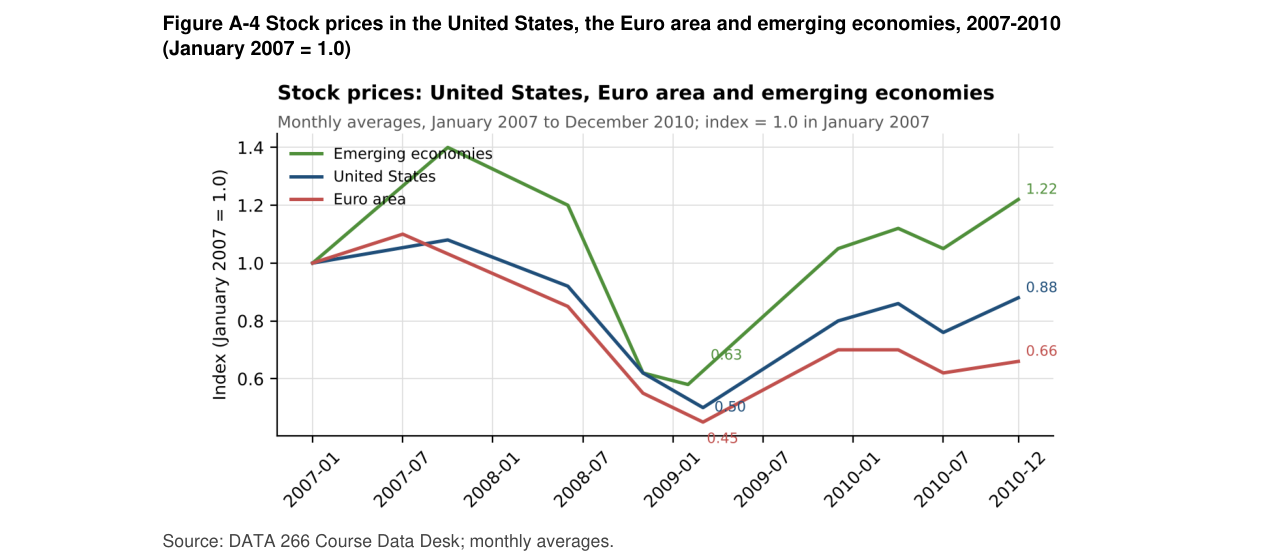 Figure A-4 Stock prices in the United States, the Euro area and emerging economies, 2007-2010
(January 2007 = 1.0)
Stock prices: United States, Euro area and emerging economies
Monthly averages, January 2007 to December 2010; index = 1.0 in January 2007
Index (January 2007 = 1.0)
1.4
1.2
1.0
0.8
0.6
Emerging economies
United States
Euro area
1.22
0.88
0.66
0.63
0.50
0.45
2007-01
2007-07
2008-01
2008-07
2009-01
2009-07
2010-01
2010-07
2010-12
Source: DATA 266 Course Data Desk; monthly averages.